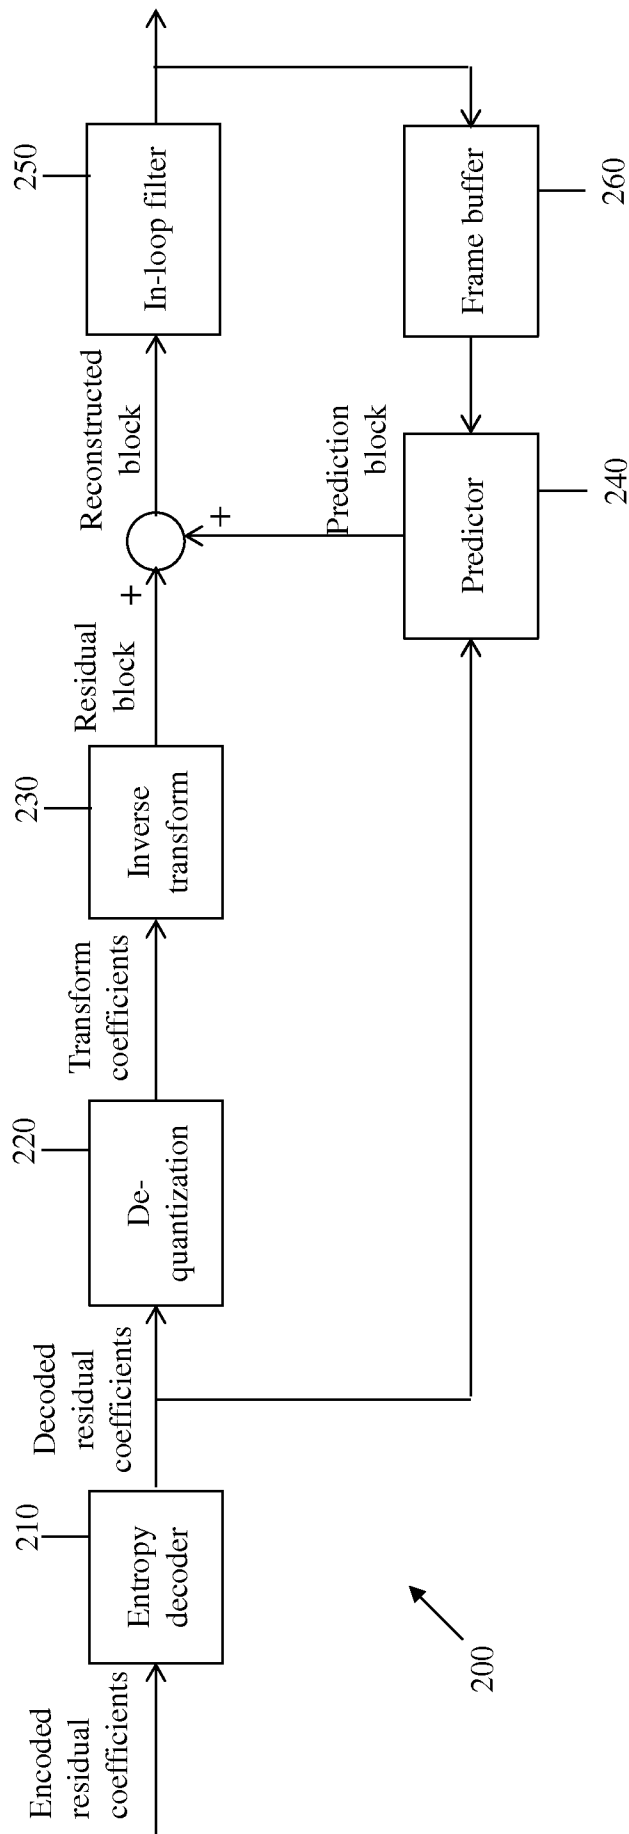 Encoded
residual
coefficients
210
Entropy
decoder
Decoded
residual
coefficients
220
De-
quantization
Transform
coefficients
230
Inverse
transform
Residual
block
+
+
Reconstructed
block
250
In-loop filter
Prediction
block
Predictor
240
Frame buffer
260
200